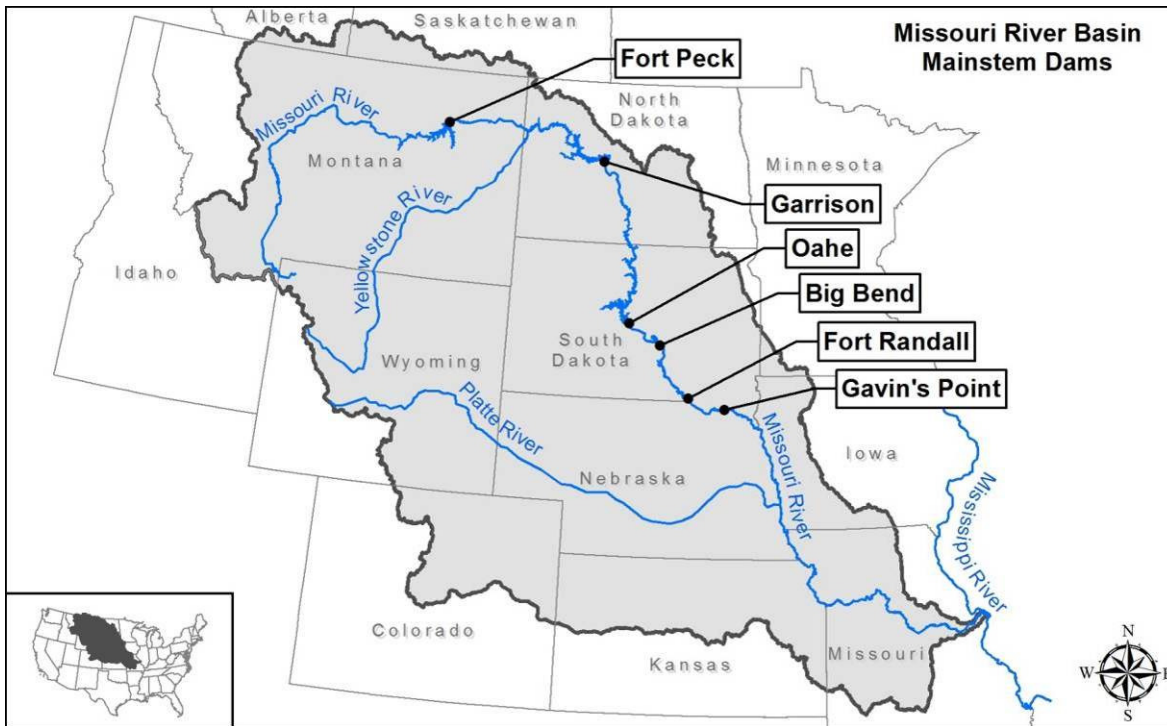 Alberta
Saskatchewan
Missouri River Basin
Mainstem Dams
Fort Peck
North
Dakota
Missouri River
Montana
Minnesota
Garrison
Yellowstone River
Oahe
Idaho
Big Bend
South
Dakota
Fort Randall
Wyoming
Gavin's Point
Platte River
Missouri River
Iowa
Nebraska
Mississippi River
Colorado
Kansas
Missouri
N
W E
S